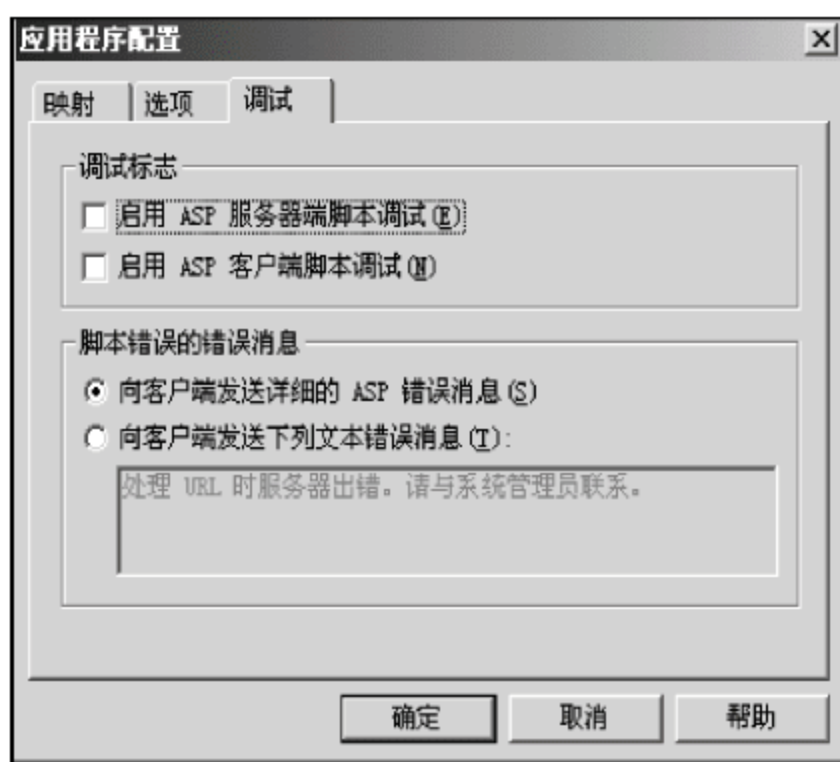 应用程序配置
映射 选项 调试
调试标志
启用 ASP 服务器端脚本调试(E)
启用 ASP 客户端脚本调试(N)
脚本错误的错误消息
向客户端发送详细的 ASP 错误消息(S)
向客户端发送下列文本错误消息(T):
处理 URL 时服务器出错。请与系统管理员联系。
确定 取消 帮助